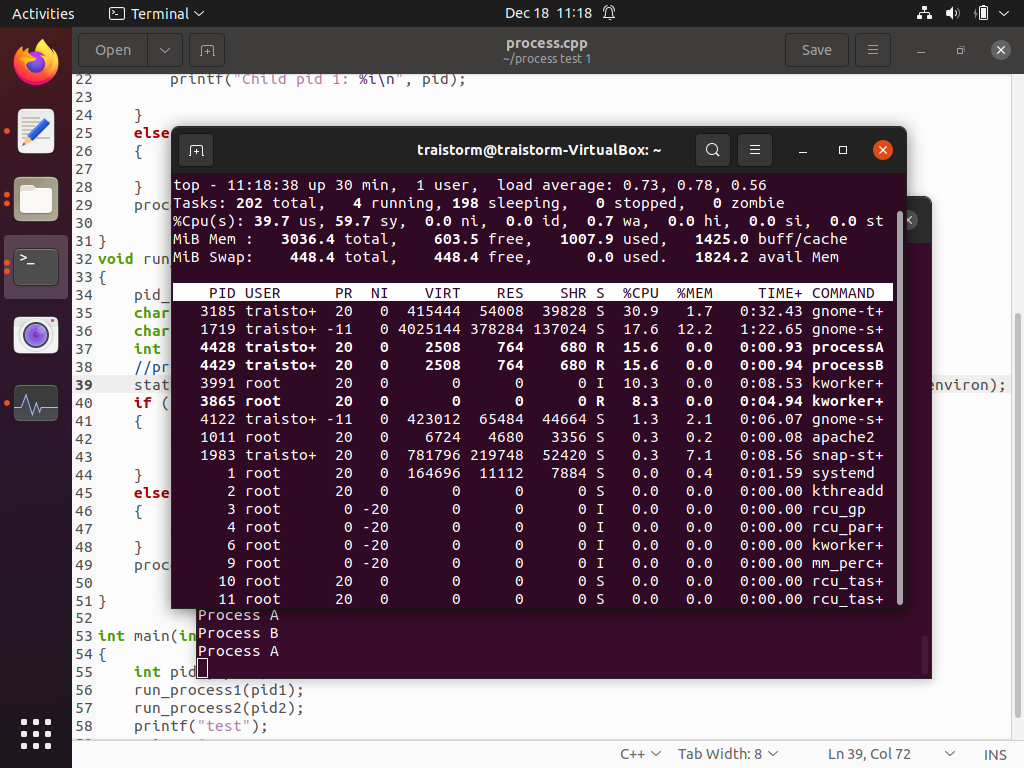 Activities
Terminal
Dec 18 11:18
Open
process.cpp
~/process test 1
Save
22 printf("Child pid 1: %i\n", pid);
23
24 }
25 else
26 {
27
28 }
29 proc
30
31 }
32 void run
33 {
34 pid_
35 char
36 char
37 int
38 //pr
39 stat environ);
40 if (
41 {
42
43
44 }
45 else
46 {
47
48 }
49 proc
50
51 }
52
53 int main(in
54 {
55 int pid
56 run_process1(pid1);
57 run_process2(pid2);
58 printf("test");
traistorm@traistorm-VirtualBox: ~
top - 11:18:38 up 30 min, 1 user, load average: 0.73, 0.78, 0.56
Tasks: 202 total, 4 running, 198 sleeping, 0 stopped, 0 zombie
%Cpu(s): 39.7 us, 59.7 sy, 0.0 ni, 0.0 id, 0.7 wa, 0.0 hi, 0.0 si, 0.0 st
MiB Mem : 3036.4 total, 603.5 free, 1007.9 used, 1425.0 buff/cache
MiB Swap: 448.4 total, 448.4 free, 0.0 used. 1824.2 avail Mem
PID USER PR NI VIRT RES SHR S %CPU %MEM TIME+ COMMAND
3185 traisto+ 20 0 415444 54008 39828 S 30.9 1.7 0:32.43 gnome-t+
1719 traisto+ -11 0 4025144 378284 137024 S 17.6 12.2 1:22.65 gnome-s+
4428 traisto+ 20 0 2508 764 680 R 15.6 0.0 0:00.93 processA
4429 traisto+ 20 0 2508 764 680 R 15.6 0.0 0:00.94 processB
3991 root 20 0 0 0 0 I 10.3 0.0 0:08.53 kworker+
3865 root 20 0 0 0 0 R 8.3 0.0 0:04.94 kworker+
4122 traisto+ -11 0 423012 65484 44664 S 1.3 2.1 0:06.07 gnome-s+
1011 root 20 0 6724 4680 3356 S 0.3 0.2 0:00.08 apache2
1983 traisto+ 20 0 781796 219748 52420 S 0.3 7.1 0:08.56 snap-st+
1 root 20 0 164696 11112 7884 S 0.0 0.4 0:01.59 systemd
2 root 20 0 0 0 0 S 0.0 0.0 0:00.00 kthreadd
3 root 0 -20 0 0 0 I 0.0 0.0 0:00.00 rcu_gp
4 root 0 -20 0 0 0 I 0.0 0.0 0:00.00 rcu_par+
6 root 0 -20 0 0 0 I 0.0 0.0 0:00.00 kworker+
9 root 0 -20 0 0 0 I 0.0 0.0 0:00.00 mm_perc+
10 root 20 0 0 0 0 S 0.0 0.0 0:00.00 rcu_tas+
11 root 20 0 0 0 0 S 0.0 0.0 0:00.00 rcu_tas+
Process A
Process B
Process A
C++
Tab Width: 8
Ln 39, Col 72
INS